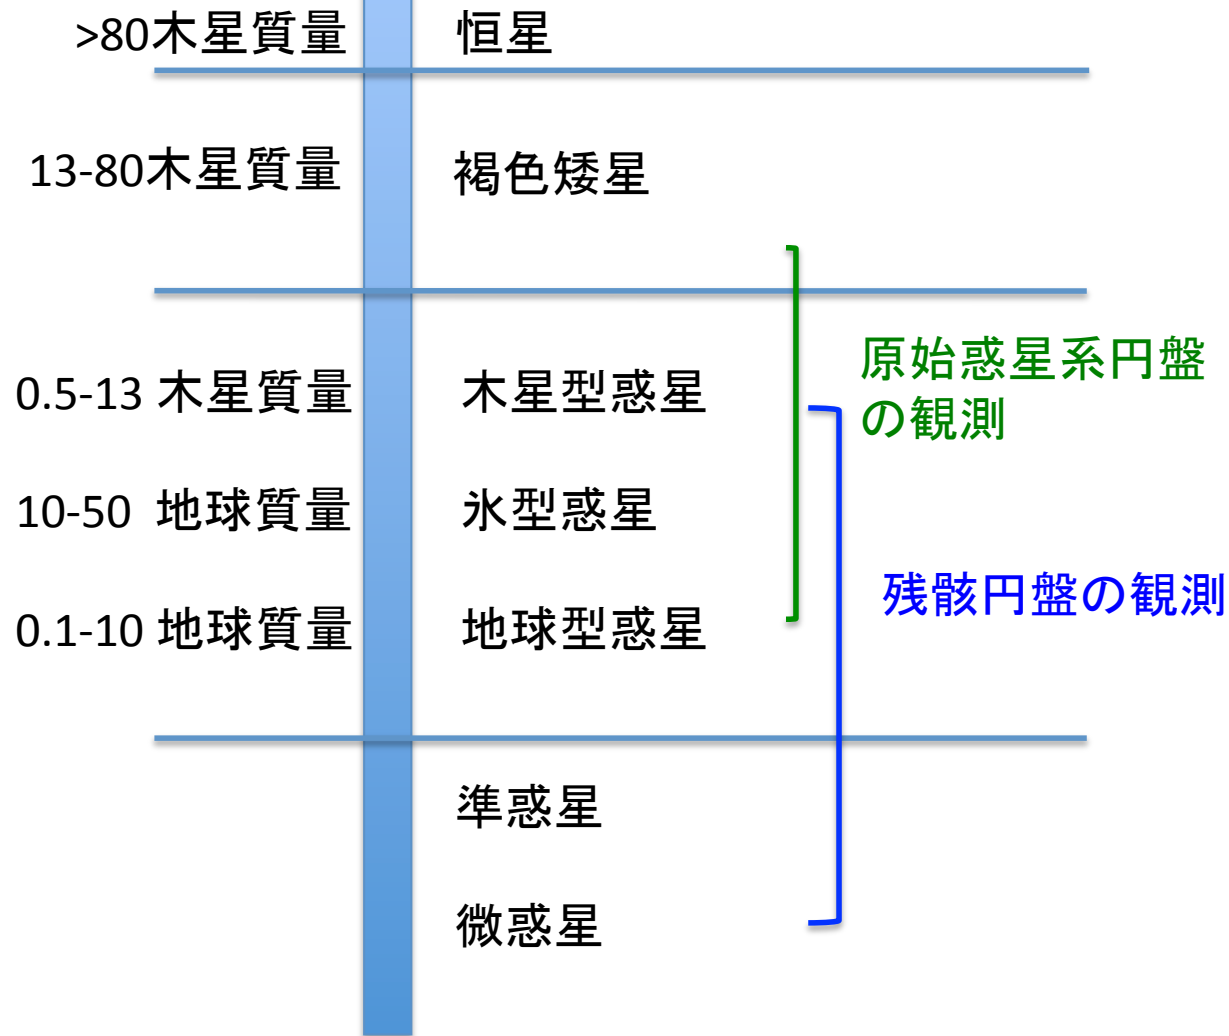 >80木星質量 恒星
13-80木星質量 褐色矮星
原始惑星系円盤
の観測
0.5-13 木星質量 木星型惑星
10-50 地球質量 氷型惑星
残骸円盤の観測
0.1-10 地球質量 地球型惑星
準惑星
微惑星